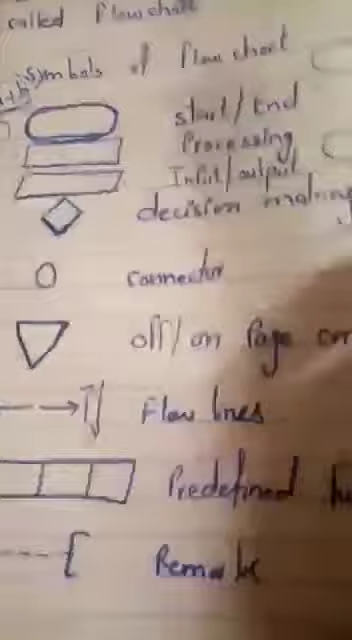 called Flowchart
Symbols of flow chart
start/End
Processing
Input/output
decision making
connector
off/on Page
Flow lines
Predefined
Remark